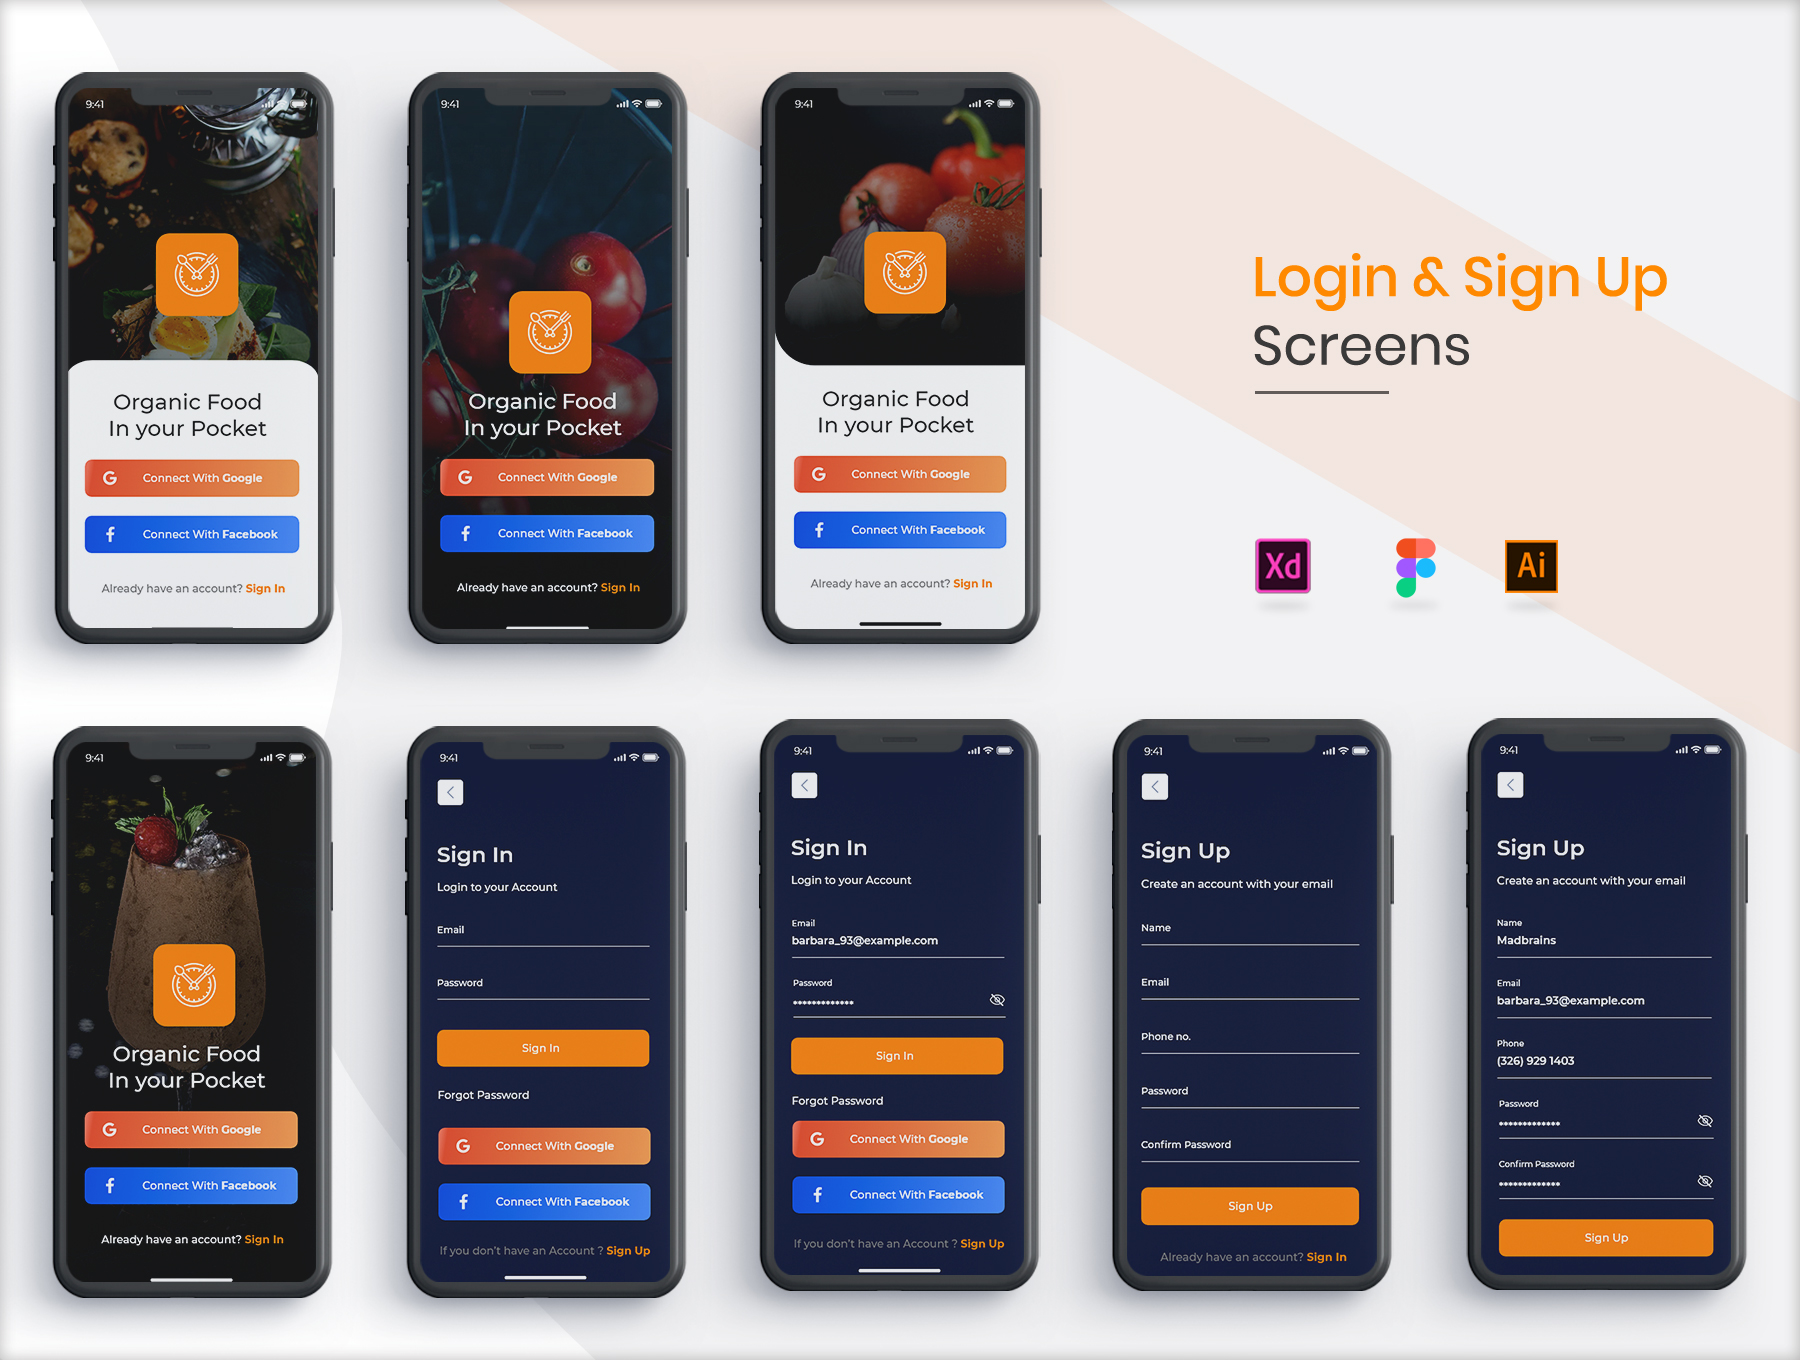 9:41
Organic Food
In your Pocket
G Connect With Google
f Connect With Facebook
Already have an account? Sign In
9:41
Organic Food
In your Pocket
G Connect With Google
f Connect With Facebook
Already have an account? Sign In
9:41
Organic Food
In your Pocket
G Connect With Google
f Connect With Facebook
Already have an account? Sign In
Login & Sign Up
Screens
Xd
Ai
9:41
Organic Food
In your Pocket
G Connect With Google
f Connect With Facebook
Already have an account? Sign In
9:41
Sign In
Login to your Account
Email
Password
Sign In
Forgot Password
G Connect With Google
f Connect With Facebook
If you don't have an Account ? Sign Up
9:41
Sign In
Login to your Account
Email
barbara_93@example.com
Password
*************
Sign In
Forgot Password
G Connect With Google
f Connect With Facebook
If you don't have an Account ? Sign Up
9:41
Sign Up
Create an account with your email
Name
Email
Phone no.
Password
Confirm Password
Sign Up
Already have an account? Sign In
9:41
Sign Up
Create an account with your email
Name
Madbrains
Email
barbara_93@example.com
Phone
(326) 929 1403
Password
*************
Confirm Password
*************
Sign Up